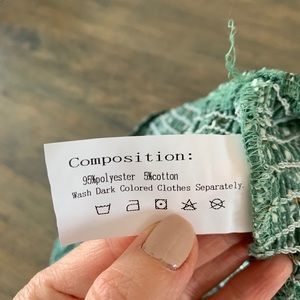 Composition:
95%polyester 5%cotton
Wash Dark Colored Clothes Separately.